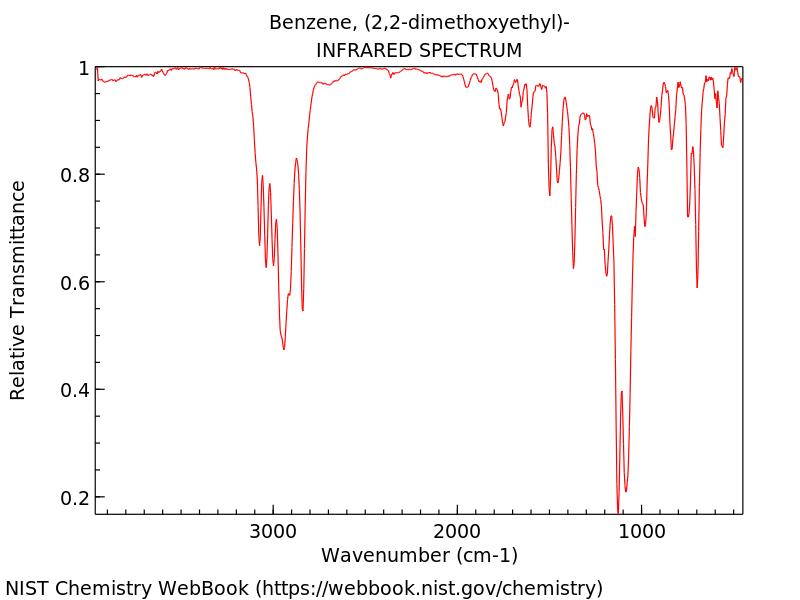 Benzene, (2,2-dimethoxyethyl)-
INFRARED SPECTRUM
1
0.8
0.6
0.4
0.2
Relative Transmittance
3000 2000 1000
Wavenumber (cm-1)
NIST Chemistry WebBook (https://webbook.nist.gov/chemistry)